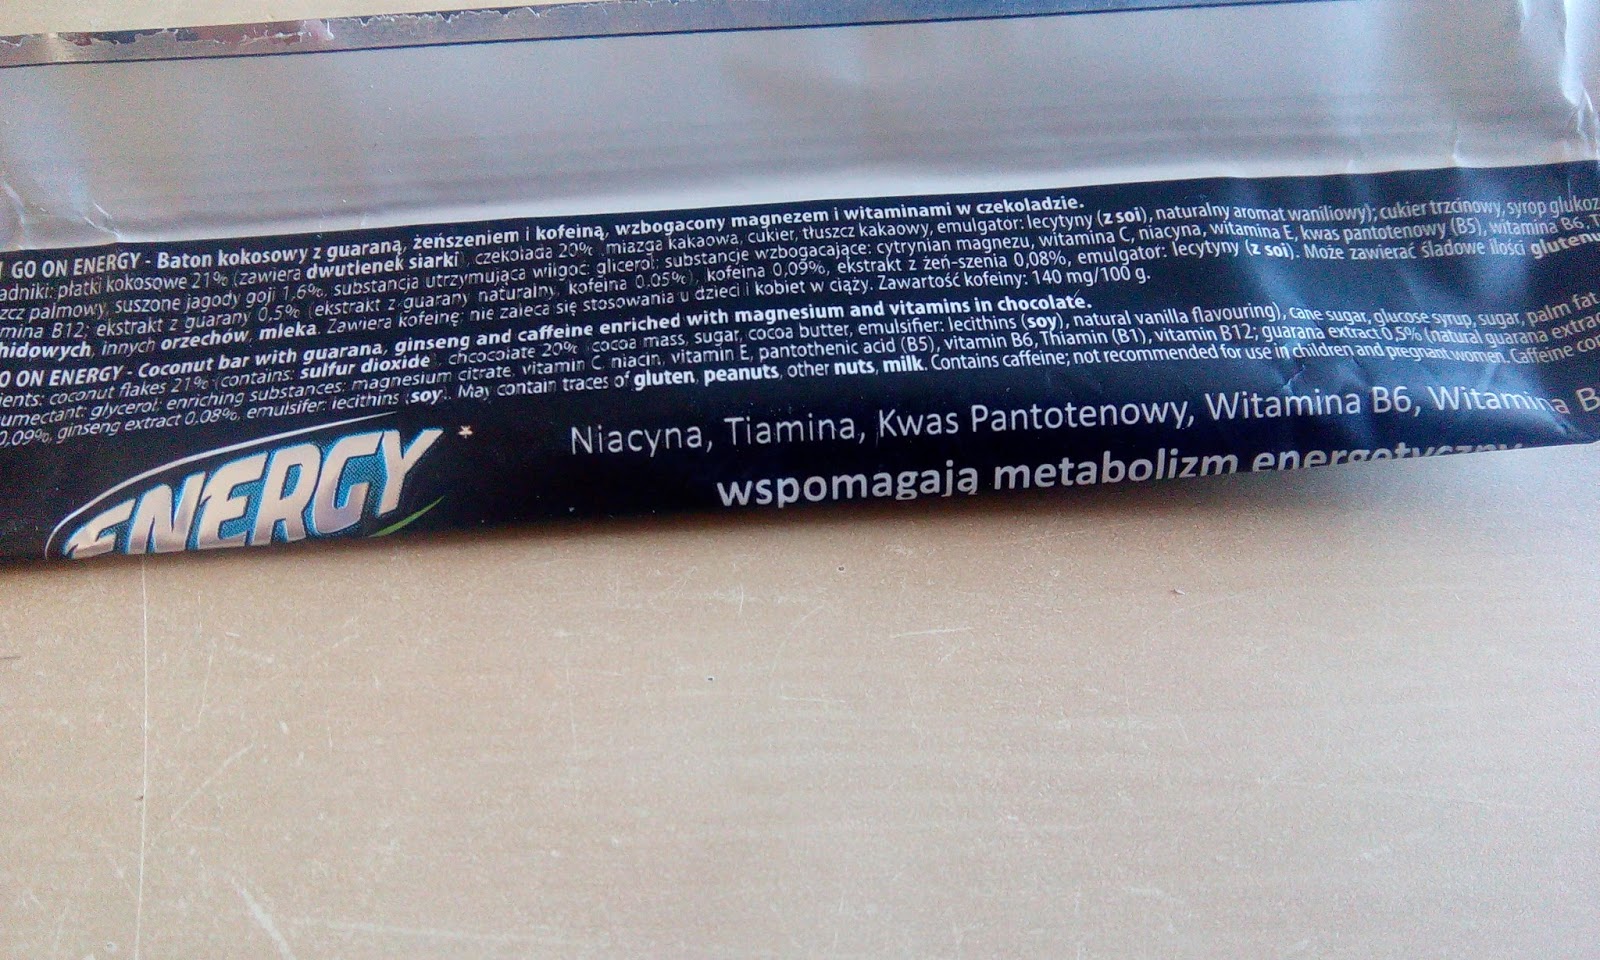 GO ON ENERGY - Baton kokosowy z guaraną, żeńszeniem i kofeiną, wzbogacony magnezem i witaminami w czekoladzie.
adniki: płatki kokosowe 21% (zawiera dwutlenek siarki), czekolada 20% (miazga kakaowa, cukier, tłuszcz kakaowy, emulgator: lecytyny (z soi), naturalny aromat waniliowy); cukier trzcinowy, syrop glukoz
zcz palmowy, suszone jagody goji 1,6%, substancja utrzymująca wilgoć: glicerol; substancje wzbogacające: cytrynian magnezu, witamina C, niacyna, witamina E, kwas pantotenowy (B5), witamina B6, T
mina B12; ekstrakt z guarany 0,5% (ekstrakt z guarany naturalny, kofeina 0,05%), kofeina 0,09%, ekstrakt z żeń-szenia 0,08%, emulgator: lecytyny (z soi). Może zawierać śladowe ilości glutenu
hidowych, innych orzechów, mleka. Zawiera kofeinę; nie zaleca się stosowania u dzieci i kobiet w ciąży. Zawartość kofeiny: 140 mg/100 g.
O ON ENERGY - Coconut bar with guarana, ginseng and caffeine enriched with magnesium and vitamins in chocolate.
ients: coconut flakes 21% (contains: sulfur dioxide), chcocolate 20% (cocoa mass, sugar, cocoa butter, emulsifier: lecithins (soy), natural vanilla flavouring), cane sugar, glucose syrup, sugar, palm fat
umectant: glycerol; enriching substances: magnesium citrate, vitamin C, niacin, vitamin E, pantothenic acid (B5), vitamin B6, Thiamin (B1), vitamin B12; guarana extract 0,5% (natural guarana extrac
0,09%, ginseng extract 0,08%, emulsifer: lecithins (soy). May contain traces of gluten, peanuts, other nuts, milk. Contains caffeine; not recommended for use in children and pregnant women. Caffeine con
ENERGY*
Niacyna, Tiamina, Kwas Pantotenowy, Witamina B6, Witamina B
wspomagają metabolizm energetyczny